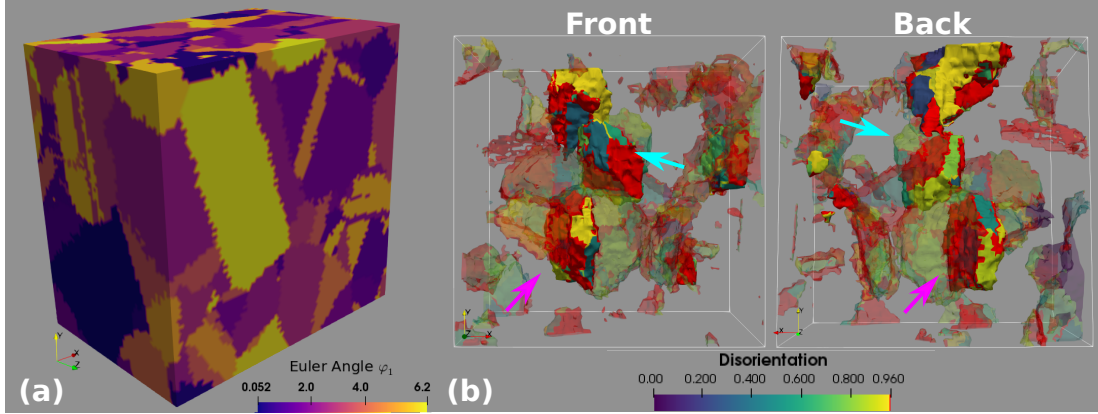 Front
Back
Y
X
Z
Euler Angle φ₁
0.052 2.0 4.0 6.2
(a)
(b)
Disorientation
0.00 0.200 0.400 0.600 0.800 0.960